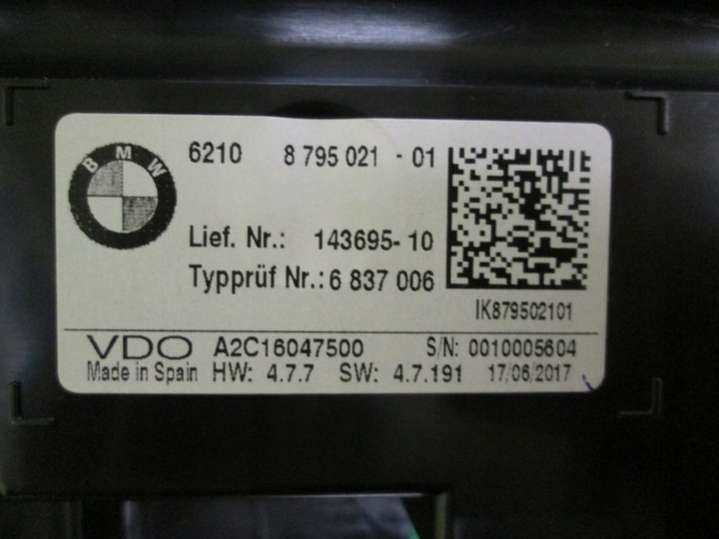 BMW
6210 8 795 021 - 01
Lief. Nr.: 143695- 10
Typprüf Nr.: 6 837 006
IK879502101
VDO A2C16047500 S/N: 0010005604
Made in Spain HW: 4.7.7 SW: 4.7.191 17/06/2017